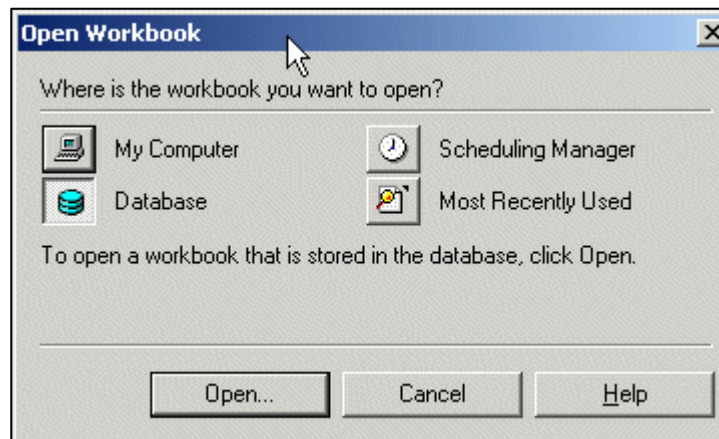 Open Workbook
Where is the workbook you want to open?
My Computer Scheduling Manager
Database Most Recently Used
To open a workbook that is stored in the database, click Open.
Open... Cancel Help